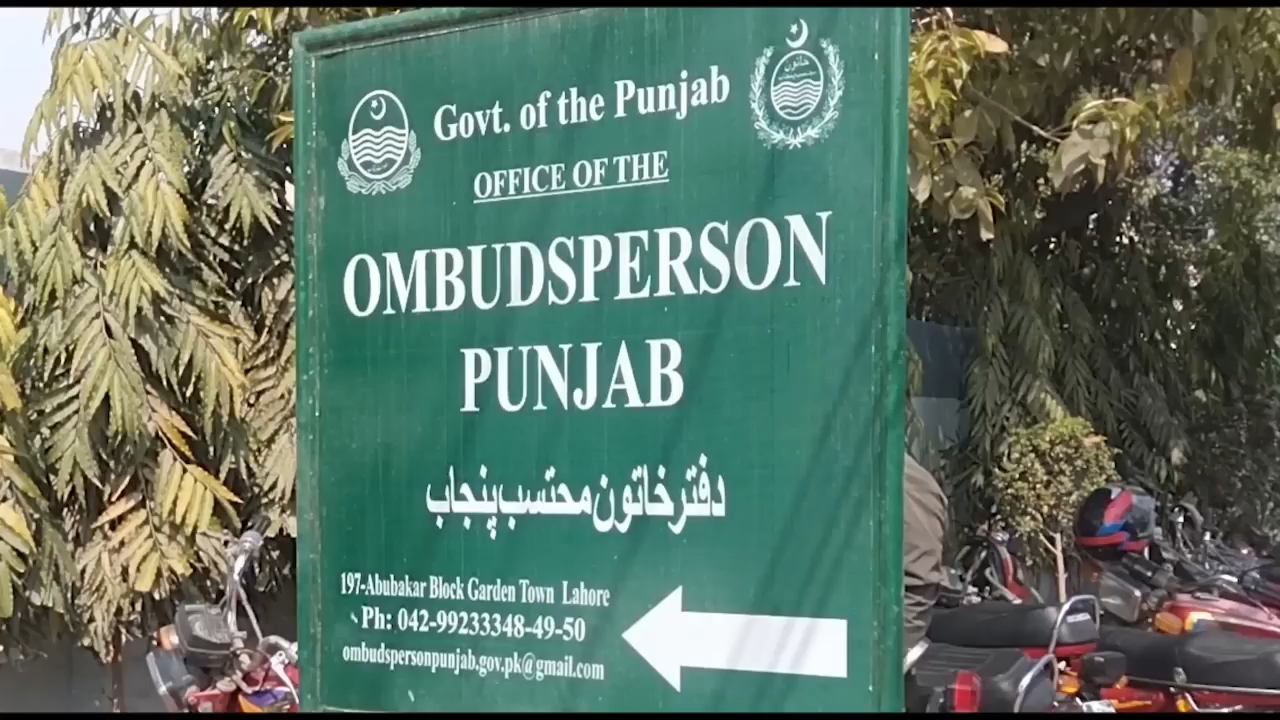 Govt. of the Punjab
OFFICE OF THE
OMBUDSPERSON
PUNJAB
دفتر خاتون محتسب پنجاب
197-Abubakar Block Garden Town Lahore
Ph: 042-99233348-49-50
ombudspersonpunjab.gov.pk@gmail.com